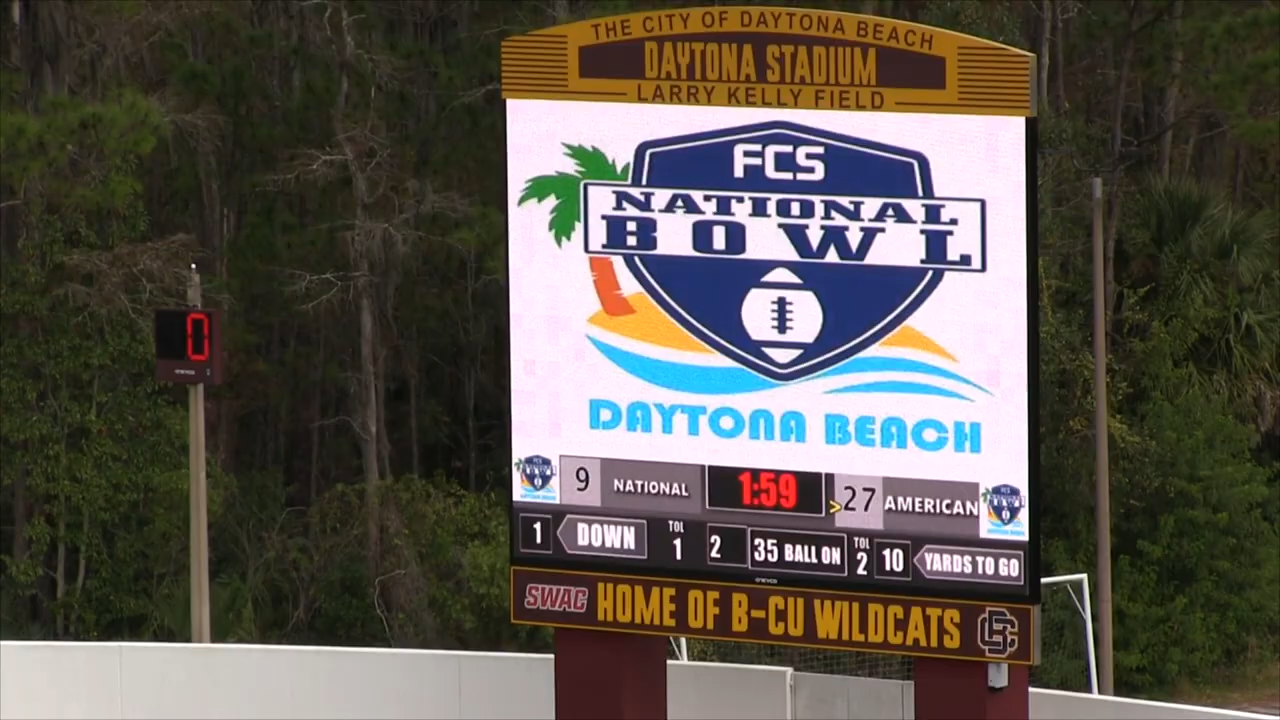 THE CITY OF DAYTONA BEACH
DAYTONA STADIUM
LARRY KELLY FIELD
FCS
NATIONAL
BOWL
DAYTONA BEACH
0
9 NATIONAL 1:59 >27 AMERICAN
1 DOWN TOL 1 2 35 BALL ON TOL 2 10 YARDS TO GO
SWAC HOME OF B-CU WILDCATS BC